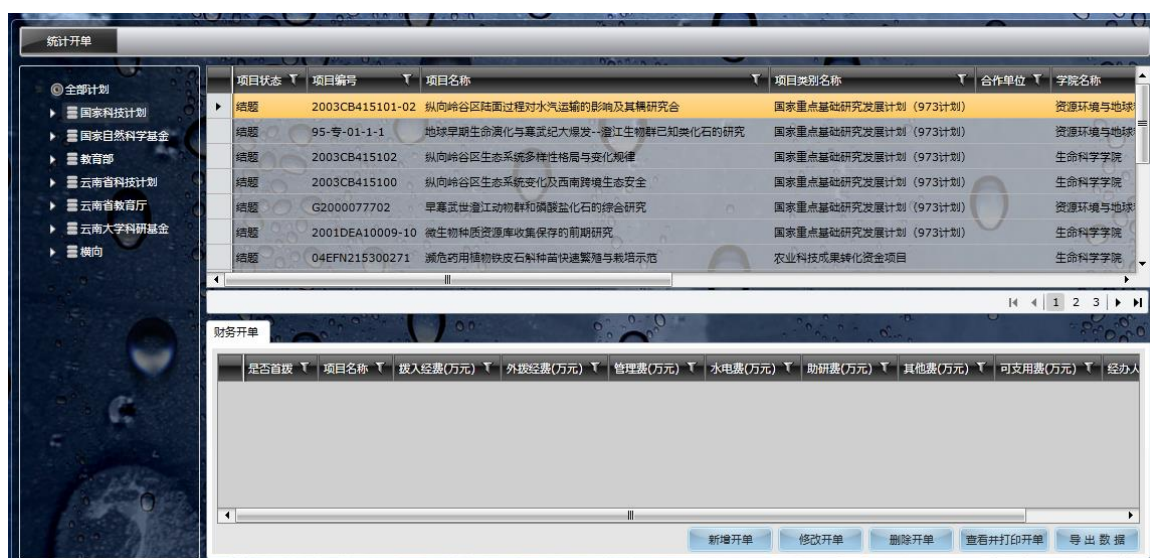 统计开单
全部计划
国家科技计划
国家自然科学基金
教育部
云南省科技计划
云南省教育厅
云南大学科研基金
横向
项目状态 项目编号 项目名称 项目类别名称 合作单位 学院名称
结题 2003CB415101-02 纵向岭谷区陆面过程对水汽运输的影响及其耦研究合 国家重点基础研究发展计划（973计划） 资源环境与地球
结题 95-专-01-1-1 地球早期生命演化与寒武纪大爆发--澄江生物群已知类化石的研究 国家重点基础研究发展计划（973计划） 资源环境与地球
结题 2003CB415102 纵向岭谷区生态系统多样性格局与变化规律 国家重点基础研究发展计划（973计划） 生命科学学院
结题 2003CB415100 纵向岭谷区生态系统变化及西南跨境生态安全 国家重点基础研究发展计划（973计划） 生命科学学院
结题 G2000077702 早寒武世澄江动物群和磷酸盐化石的综合研究 国家重点基础研究发展计划（973计划） 资源环境与地球
结题 2001DEA10009-10 微生物种质资源库收集保存的前期研究 国家重点基础研究发展计划（973计划） 生命科学学院
结题 04EFN215300271 濒危药用植物铁皮石斛种苗快速繁殖与栽培示范 农业科技成果转化资金项目 生命科学学院
1 2 3
财务开单
是否首拨 项目名称 拨入经费(万元) 外拨经费(万元) 管理费(万元) 水电费(万元) 助研费(万元) 其他费(万元) 可支用费(万元) 经办人
新增开单 修改开单 删除开单 查看并打印开单 导出数据